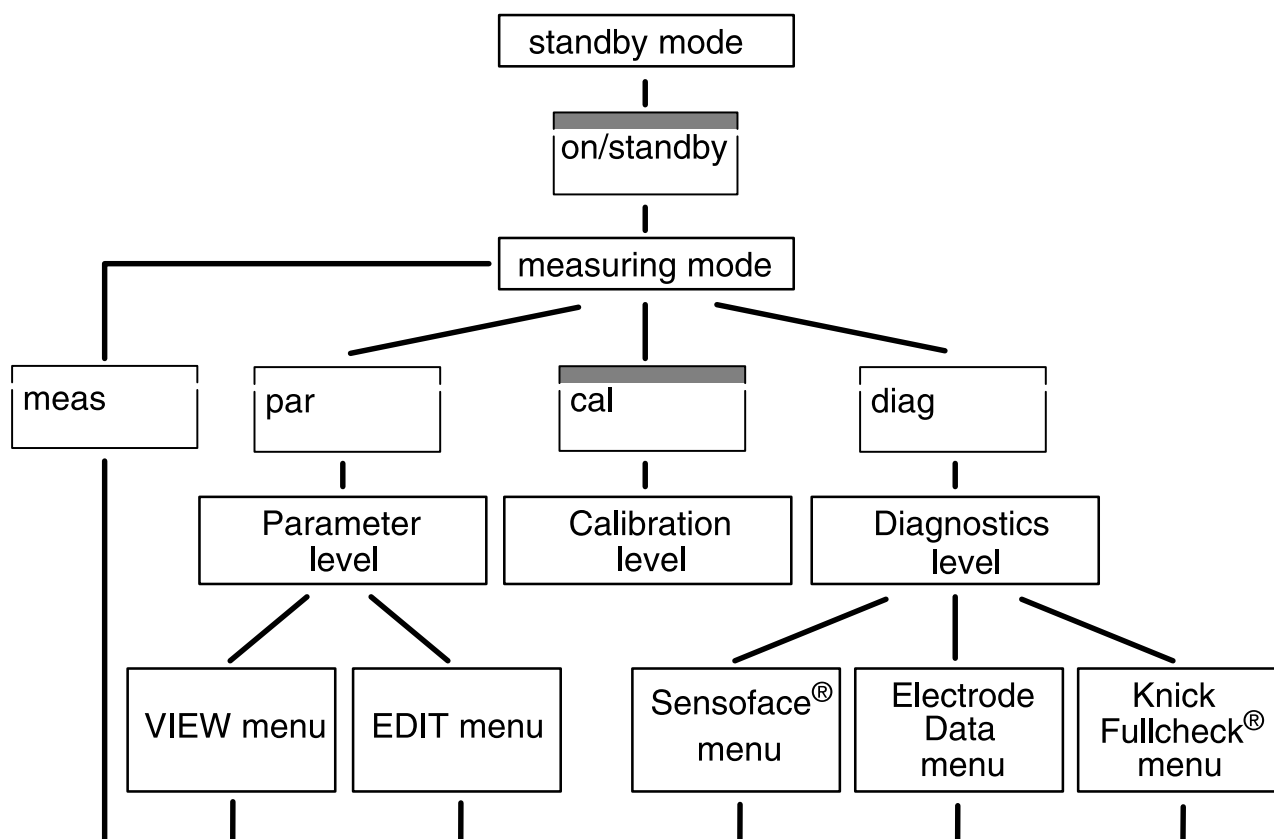 standby mode
on/standby
measuring mode
meas
par
cal
diag
Parameter
level
Calibration
level
Diagnostics
level
VIEW menu
EDIT menu
Sensoface®
menu
Electrode
Data
menu
Knick
Fullcheck®
menu